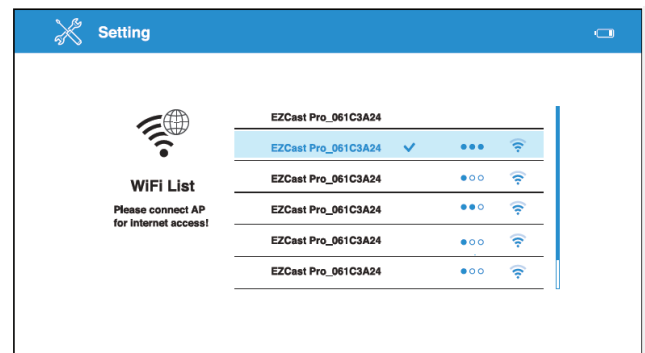 Setting
EZCast Pro_061C3A24
EZCast Pro_061C3A24
WiFi List
Please connect AP
for internet access!
EZCast Pro_061C3A24
EZCast Pro_061C3A24
EZCast Pro_061C3A24
EZCast Pro_061C3A24